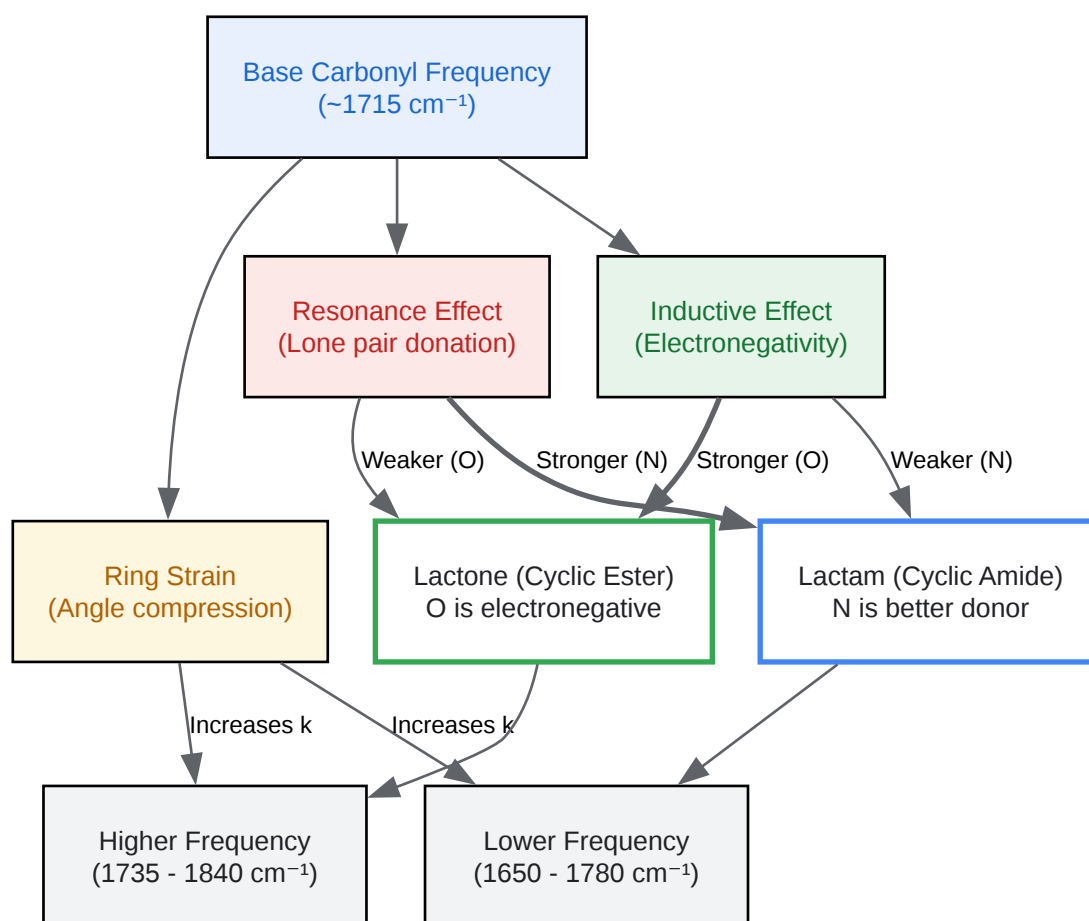 Base Carbonyl Frequency
(~1715 cm⁻¹)
Resonance Effect
(Lone pair donation)
Inductive Effect
(Electronegativity)
Weaker (O)
Stronger (N)
Stronger (O)
Weaker (N)
Ring Strain
(Angle compression)
Lactone (Cyclic Ester)
O is electronegative
Lactam (Cyclic Amide)
N is better donor
Increases k
Increases k
Higher Frequency
(1735 - 1840 cm⁻¹)
Lower Frequency
(1650 - 1780 cm⁻¹)